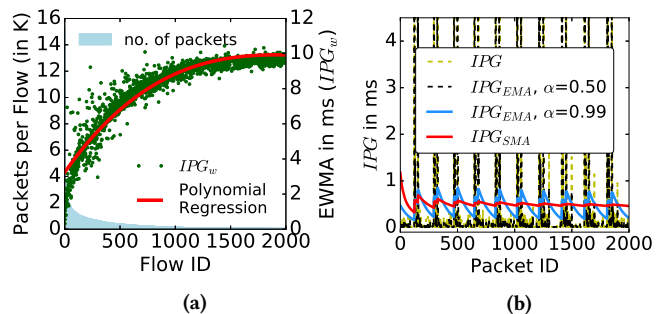 16
14
12
10
8
6
4
2
0
Packets per Flow (in K)
no. of packets
IPG_w
Polynomial
Regression
12
10
8
6
4
2
0
EWMA in ms (IPG_w)
0 500 1000 1500 2000
Flow ID
(a)
4
3
2
1
0
IPG in ms
IPG
IPG_EMA, α=0.50
IPG_EMA, α=0.99
IPG_SMA
0 500 1000 1500 2000
Packet ID
(b)